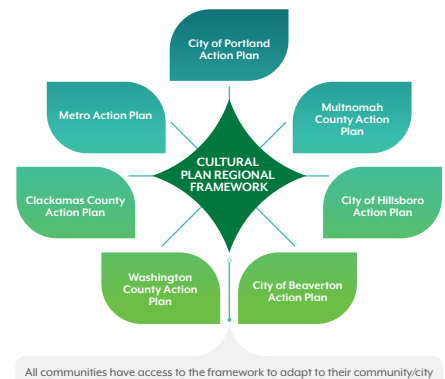 City of Portland
Action Plan
Metro Action Plan
Multnomah
County Action
Plan
CULTURAL
PLAN REGIONAL
FRAMEWORK
Clackamas County
Action Plan
City of Hillsboro
Action Plan
Washington
County Action
Plan
City of Beaverton
Action Plan
All communities have access to the framework to adapt to their community/city